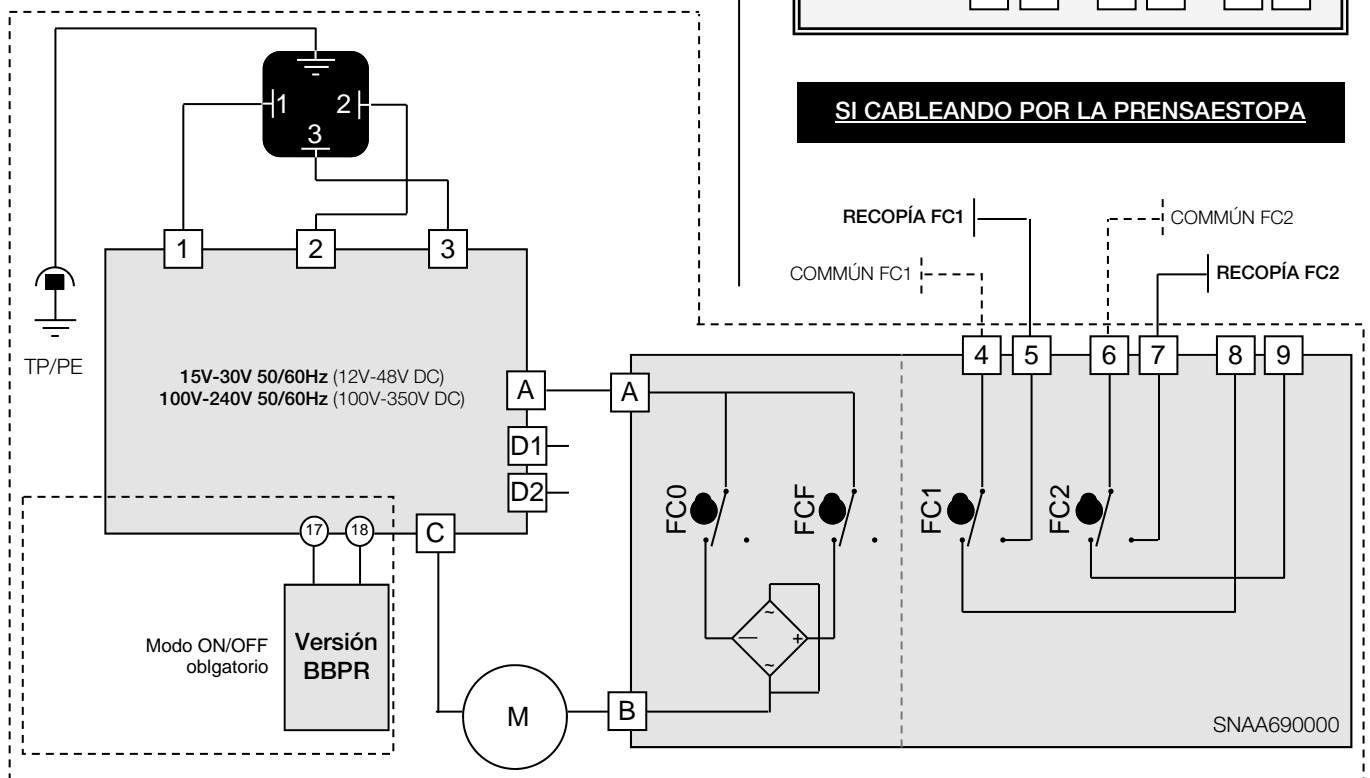 SI CABLEANDO POR LA PRENSAESTOPA
1
2
3
RECOPÍA FC1
COMMÚN FC2
COMMÚN FC1
RECOPÍA FC2
1
2
3
TP/PE
4
5
6
7
8
9
15V-30V 50/60Hz (12V-48V DC)
100V-240V 50/60Hz (100V-350V DC)
A
A
D1
D2
FC0
FCF
FC1
FC2
17
18
C
~
—
+
~
Modo ON/OFF
oblgatorio
Versión
BBPR
M
B
SNAA690000